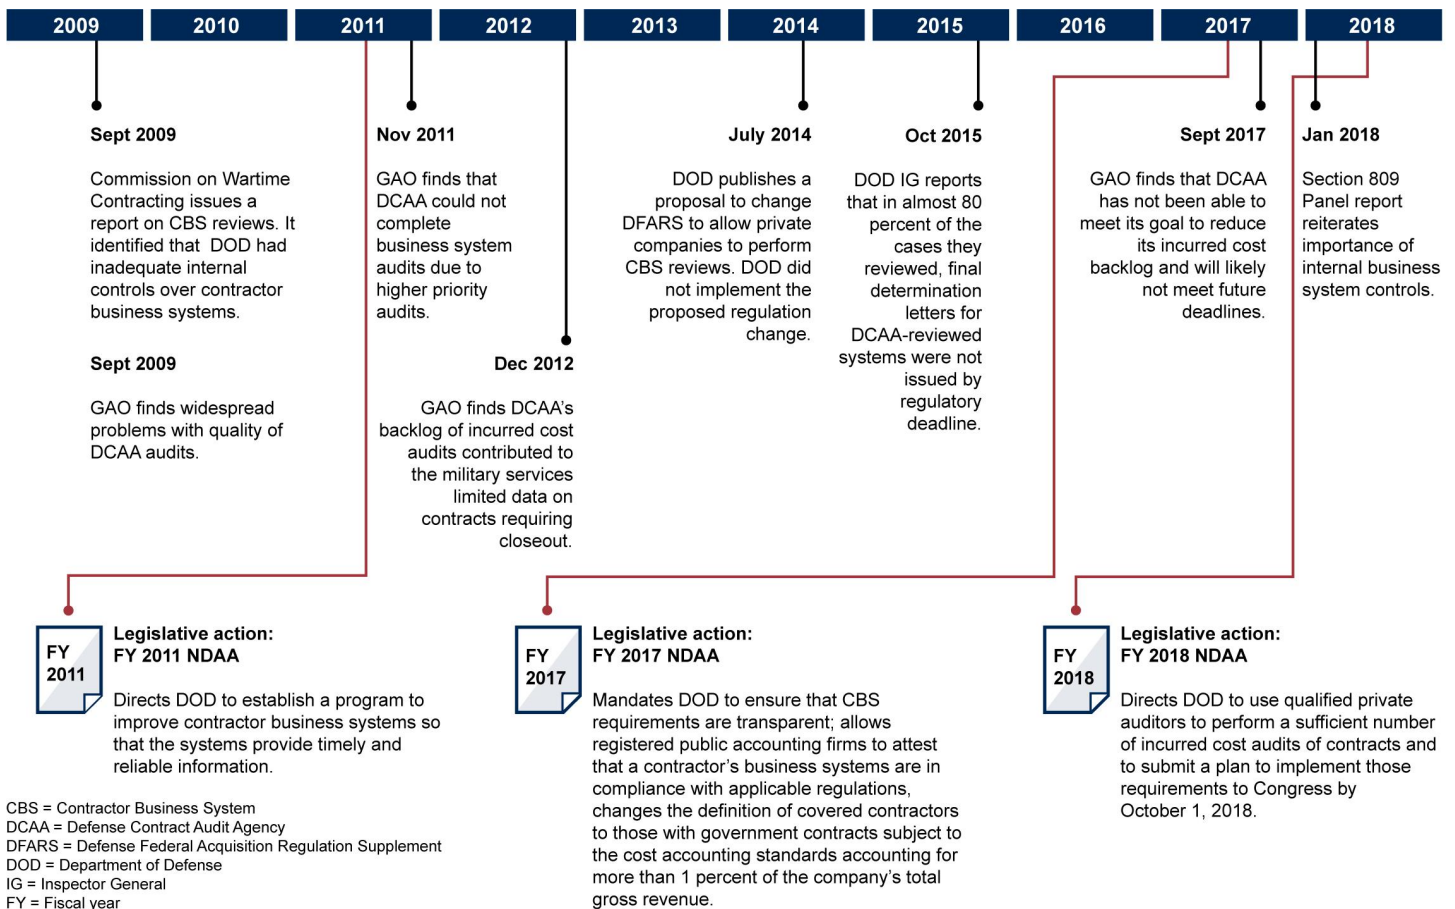 2009
2010
2011
2012
2013
2014
2015
2016
2017
2018
Sept 2009
Commission on Wartime
Contracting issues a
report on CBS reviews. It
identified that DOD had
inadequate internal
controls over contractor
business systems.
Sept 2009
GAO finds widespread
problems with quality of
DCAA audits.
Nov 2011
GAO finds that
DCAA could not
complete
business system
audits due to
higher priority
audits.
Dec 2012
GAO finds DCAA’s
backlog of incurred cost
audits contributed to
the military services
limited data on
contracts requiring
closeout.
July 2014
DOD publishes a
proposal to change
DFARS to allow private
companies to perform
CBS reviews. DOD did
not implement the
proposed regulation
change.
Oct 2015
DOD IG reports
that in almost 80
percent of the
cases they
reviewed, final
determination
letters for
DCAA-reviewed
systems were not
issued by
regulatory
deadline.
Sept 2017
GAO finds that DCAA
has not been able to
meet its goal to reduce
its incurred cost
backlog and will likely
not meet future
deadlines.
Jan 2018
Section 809
Panel report
reiterates
importance of
internal business
system controls.
FY
2011
Legislative action:
FY 2011 NDAA
Directs DOD to establish a program to
improve contractor business systems so
that the systems provide timely and
reliable information.
FY
2017
Legislative action:
FY 2017 NDAA
Mandates DOD to ensure that CBS
requirements are transparent; allows
registered public accounting firms to attest
that a contractor’s business systems are in
compliance with applicable regulations,
changes the definition of covered contractors
to those with government contracts subject to
the cost accounting standards accounting for
more than 1 percent of the company’s total
gross revenue.
FY
2018
Legislative action:
FY 2018 NDAA
Directs DOD to use qualified private
auditors to perform a sufficient number
of incurred cost audits of contracts and
to submit a plan to implement those
requirements to Congress by
October 1, 2018.
CBS = Contractor Business System
DCAA = Defense Contract Audit Agency
DFARS = Defense Federal Acquisition Regulation Supplement
DOD = Department of Defense
IG = Inspector General
FY = Fiscal year